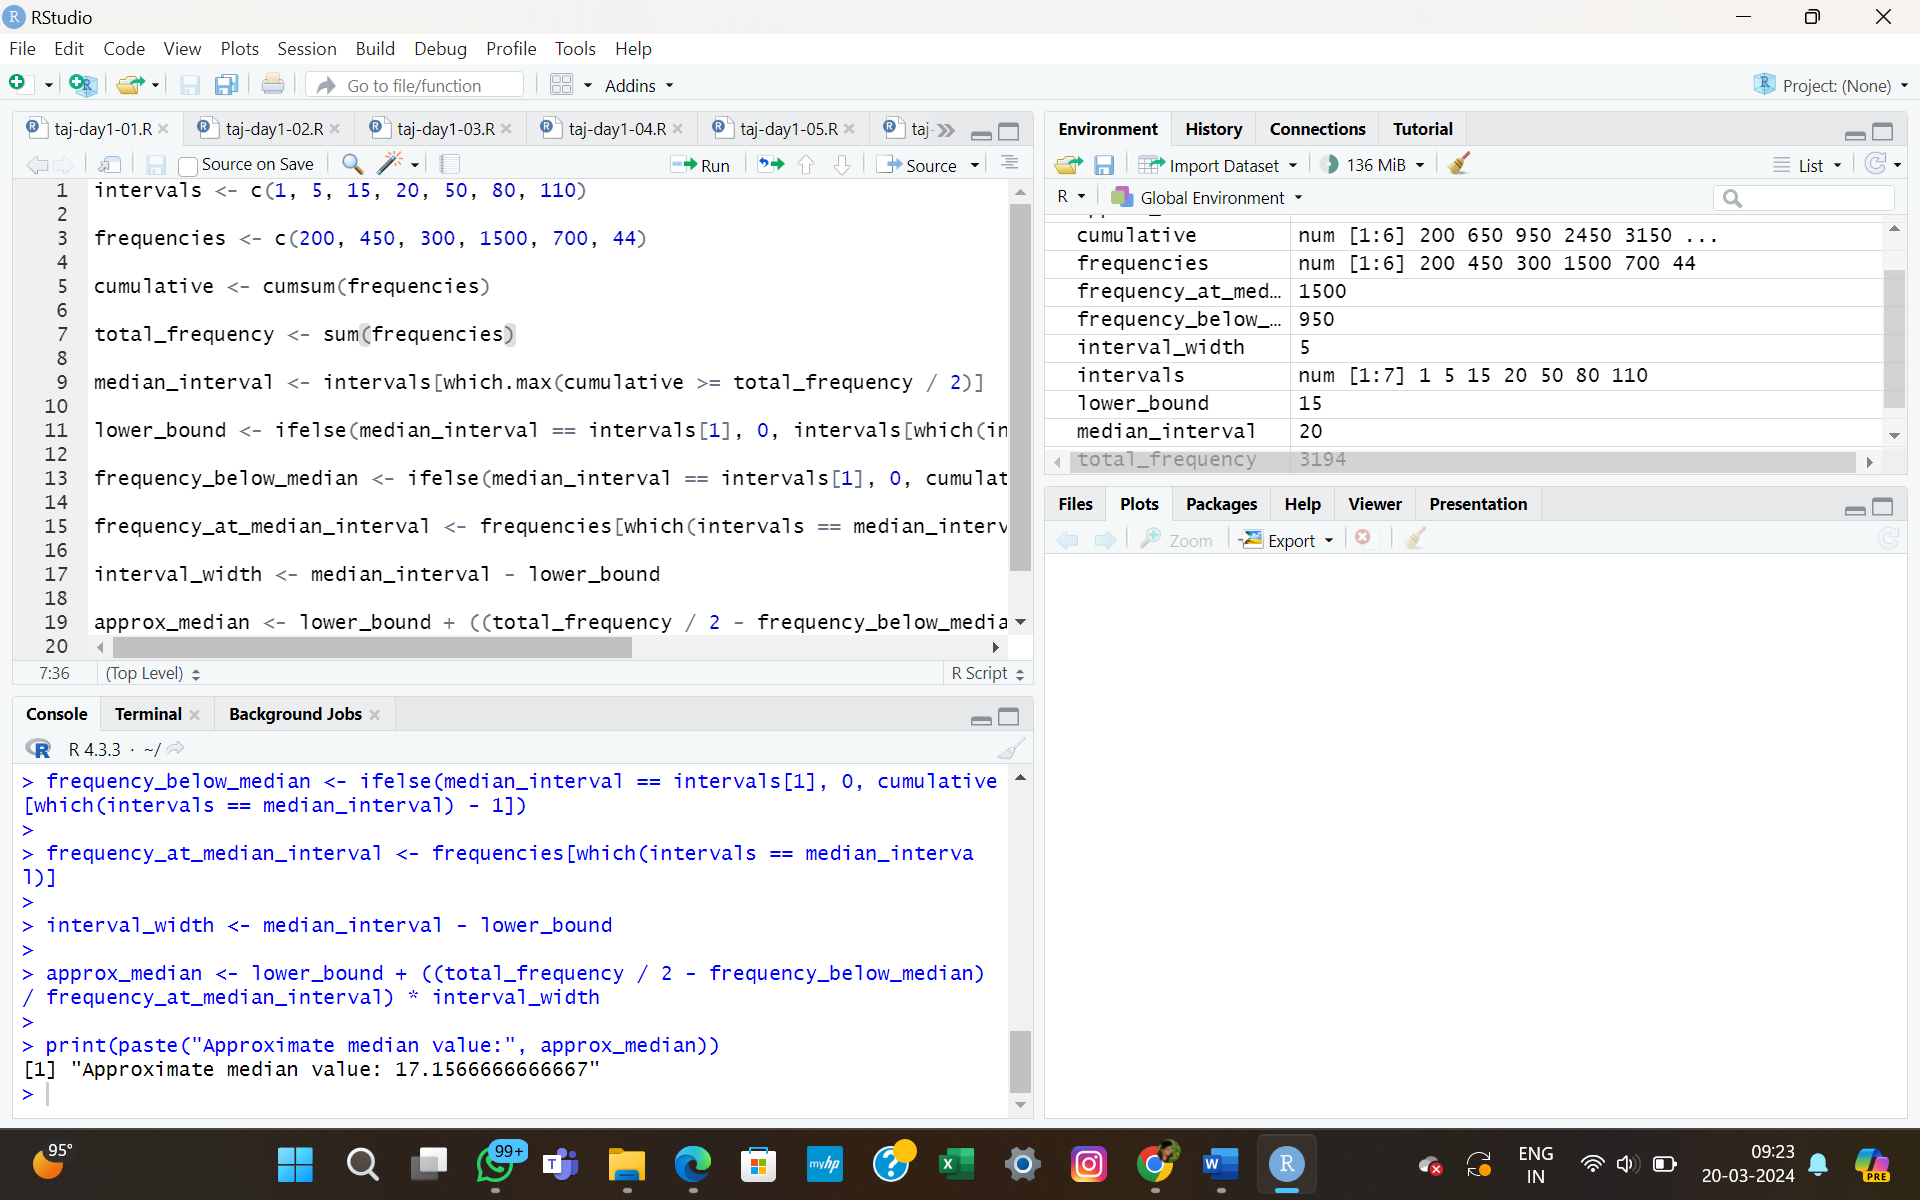 RStudio
File Edit Code View Plots Session Build Debug Profile Tools Help
Go to file/function Addins Project: (None)
taj-day1-01.R taj-day1-02.R taj-day1-03.R taj-day1-04.R taj-day1-05.R taj-
Source on Save Run Source
1 intervals <- c(1, 5, 15, 20, 50, 80, 110)
2
3 frequencies <- c(200, 450, 300, 1500, 700, 44)
4
5 cumulative <- cumsum(frequencies)
6
7 total_frequency <- sum(frequencies)
8
9 median_interval <- intervals[which.max(cumulative >= total_frequency / 2)]
10
11 lower_bound <- ifelse(median_interval == intervals[1], 0, intervals[which(in
12
13 frequency_below_median <- ifelse(median_interval == intervals[1], 0, cumulat
14
15 frequency_at_median_interval <- frequencies[which(intervals == median_interv
16
17 interval_width <- median_interval - lower_bound
18
19 approx_median <- lower_bound + ((total_frequency / 2 - frequency_below_media
20
7:36 (Top Level) R Script
Console Terminal Background Jobs
R 4.3.3 · ~/
> frequency_below_median <- ifelse(median_interval == intervals[1], 0, cumulative
[which(intervals == median_interval) - 1])
>
> frequency_at_median_interval <- frequencies[which(intervals == median_interva
l)]
>
> interval_width <- median_interval - lower_bound
>
> approx_median <- lower_bound + ((total_frequency / 2 - frequency_below_median)
/ frequency_at_median_interval) * interval_width
>
> print(paste("Approximate median value:", approx_median))
[1] "Approximate median value: 17.1566666666667"
>
Environment History Connections Tutorial
Import Dataset 136 MiB List
R Global Environment
cumulative num [1:6] 200 650 950 2450 3150 ...
frequencies num [1:6] 200 450 300 1500 700 44
frequency_at_med… 1500
frequency_below_… 950
interval_width 5
intervals num [1:7] 1 5 15 20 50 80 110
lower_bound 15
median_interval 20
total_frequency 3194
Files Plots Packages Help Viewer Presentation
Zoom Export
95° 99+ myhp ENG
IN
09:23
20-03-2024
PRE